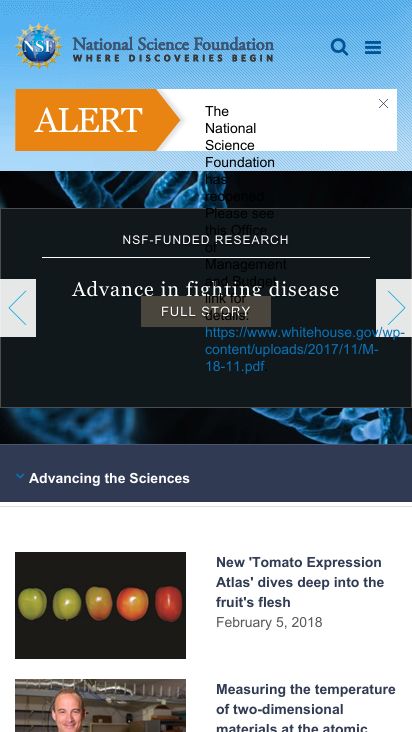 NSF
National Science Foundation
WHERE DISCOVERIES BEGIN
ALERT
The
National
Science
Foundation
has
reopened.
Please see
this Office
of
Management
and Budget
link for
details:
https://www.whitehouse.gov/wp-
content/uploads/2017/11/M-
18-11.pdf
NSF-FUNDED RESEARCH
Advance in fighting disease
FULL STORY
Advancing the Sciences
New 'Tomato Expression
Atlas' dives deep into the
fruit's flesh
February 5, 2018
Measuring the temperature
of two-dimensional
materials at the atomic